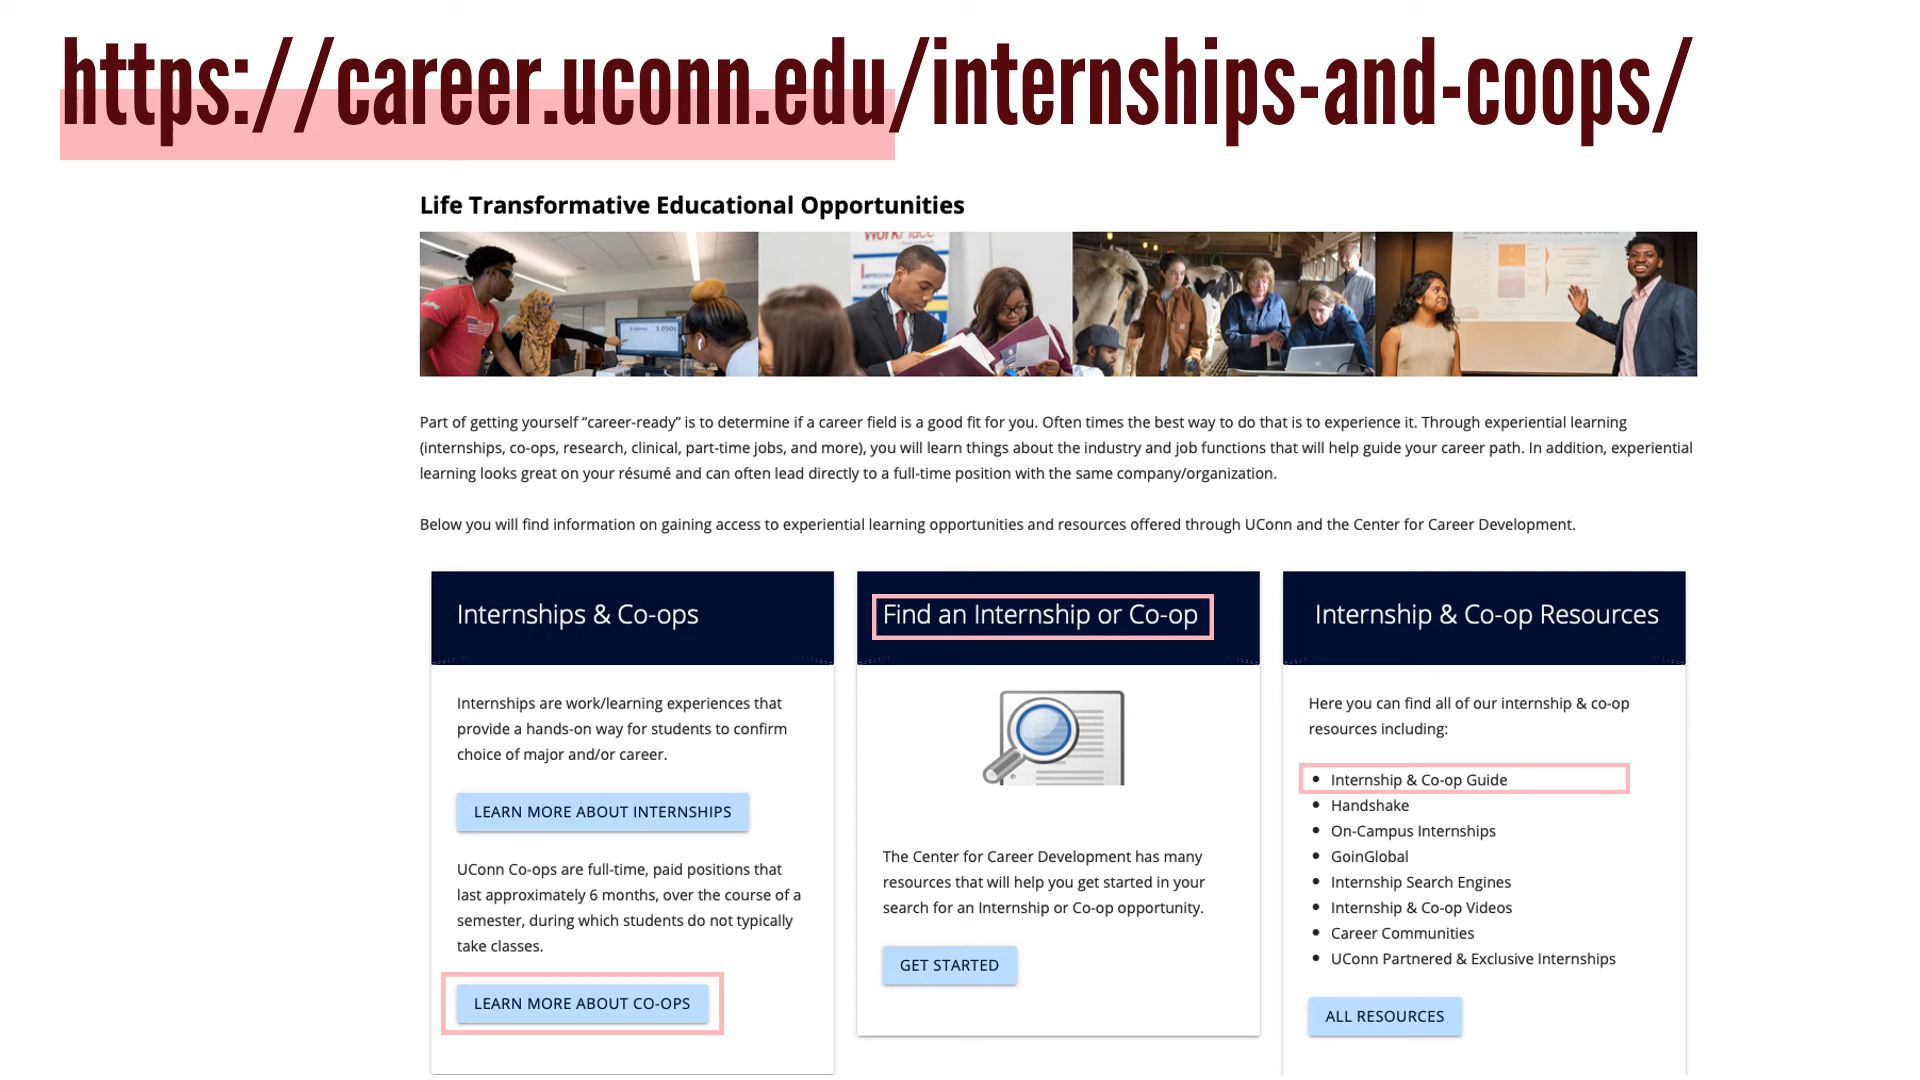 https://career.uconn.edu/internships-and-coops/
Life Transformative Educational Opportunities
Part of getting yourself “career-ready” is to determine if a career field is a good fit for you. Often times the best way to do that is to experience it. Through experiential learning
(internships, co-ops, research, clinical, part-time jobs, and more), you will learn things about the industry and job functions that will help guide your career path. In addition, experiential
learning looks great on your résumé and can often lead directly to a full-time position with the same company/organization.
Below you will find information on gaining access to experiential learning opportunities and resources offered through UConn and the Center for Career Development.
Internships & Co-ops
Internships are work/learning experiences that
provide a hands-on way for students to confirm
choice of major and/or career.
LEARN MORE ABOUT INTERNSHIPS
UConn Co-ops are full-time, paid positions that
last approximately 6 months, over the course of a
semester, during which students do not typically
take classes.
LEARN MORE ABOUT CO-OPS
Find an Internship or Co-op
The Center for Career Development has many
resources that will help you get started in your
search for an Internship or Co-op opportunity.
GET STARTED
Internship & Co-op Resources
Here you can find all of our internship & co-op
resources including:
• Internship & Co-op Guide
• Handshake
• On-Campus Internships
• GoinGlobal
• Internship Search Engines
• Internship & Co-op Videos
• Career Communities
• UConn Partnered & Exclusive Internships
ALL RESOURCES